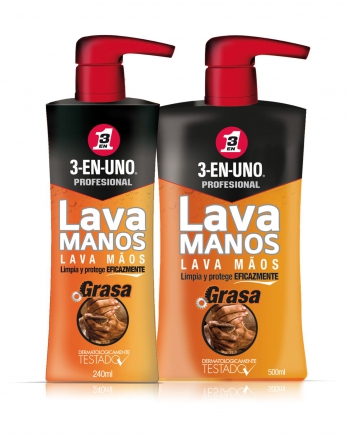 3
EN
1
3-EN-UNO
PROFESIONAL
Lava
MANOS
LAVA MÃOS
Limpia y protege EFICAZMENTE
Grasa
DERMATOLOGICAMENTE
TESTADO
240ml
3
EN
1
3-EN-UNO
PROFESIONAL
Lava
MANOS
LAVA MÃOS
Limpia y protege EFICAZMENTE
Grasa
DERMATOLOGICAMENTE
TESTADO
500ml